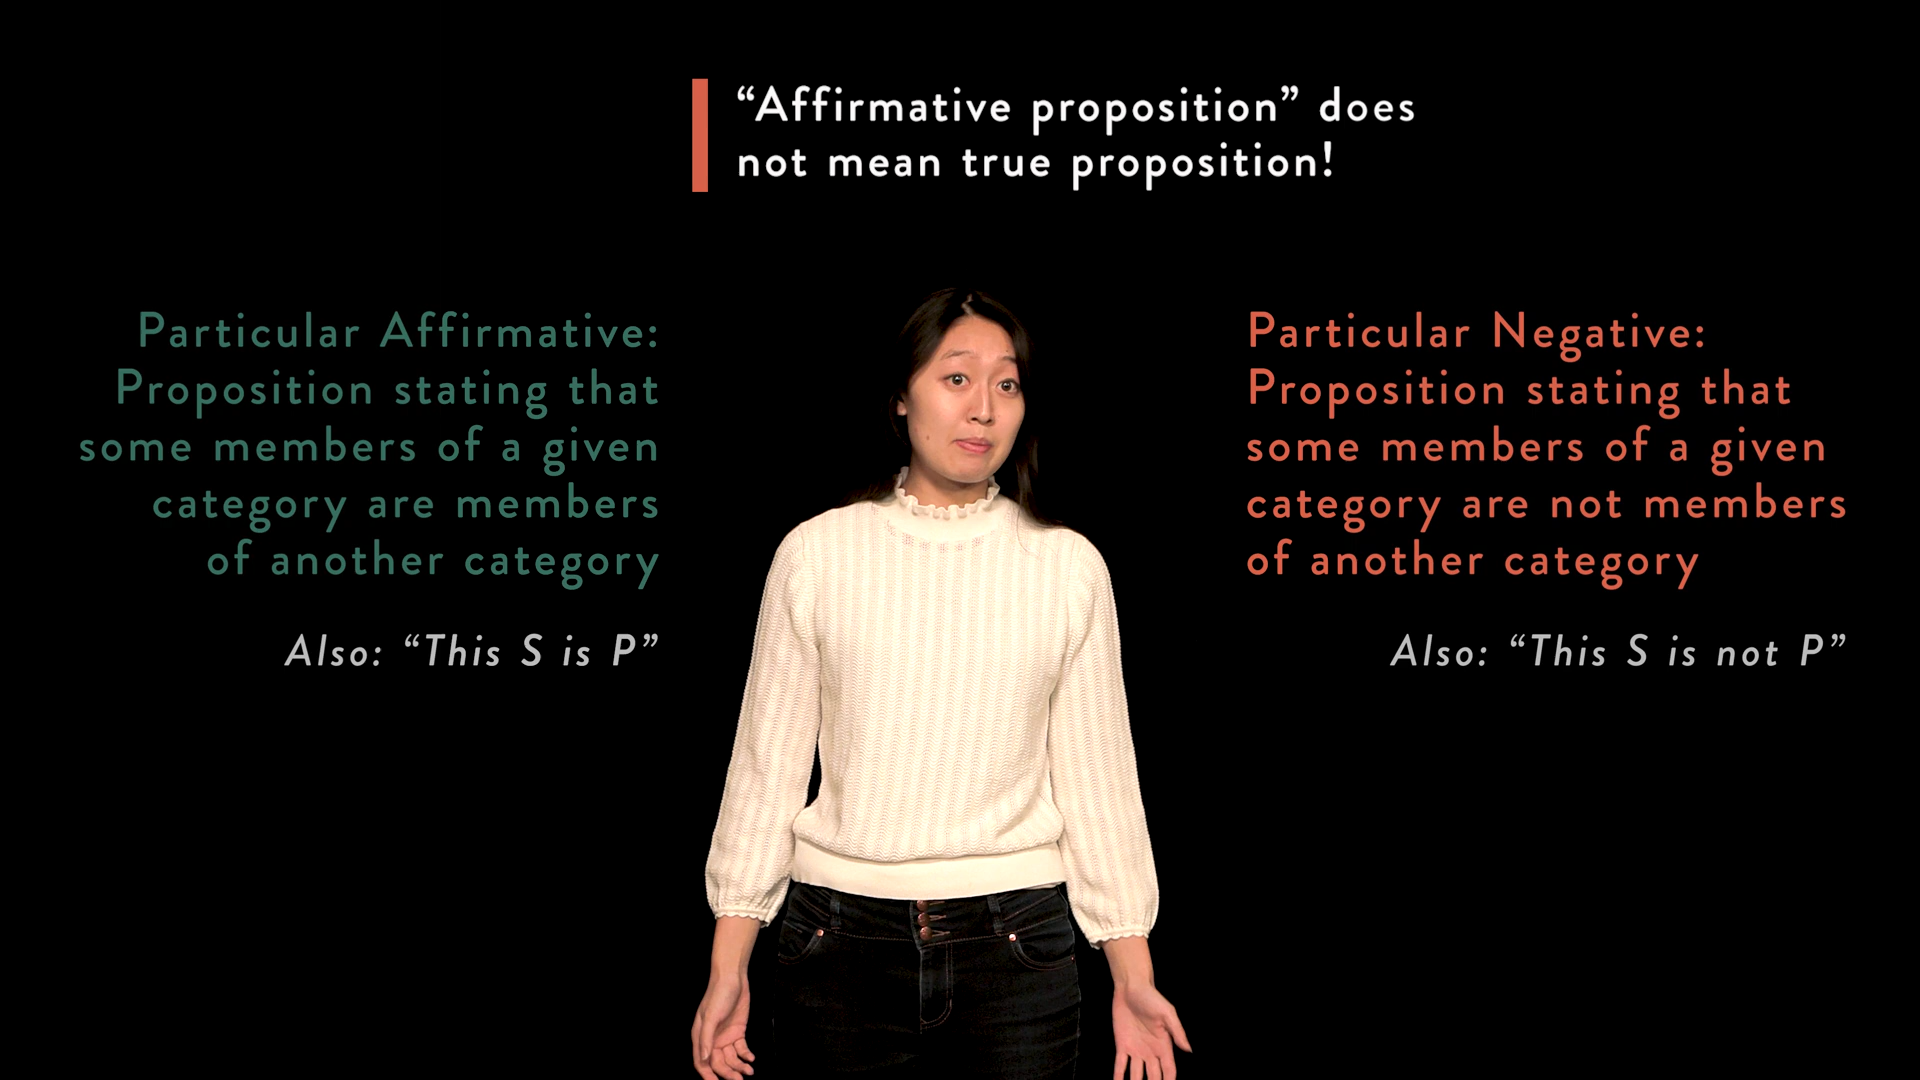 “Affirmative proposition” does
not mean true proposition!
Particular Affirmative:
Proposition stating that
some members of a given
category are members
of another category
Also: “This S is P”
Particular Negative:
Proposition stating that
some members of a given
category are not members
of another category
Also: “This S is not P”